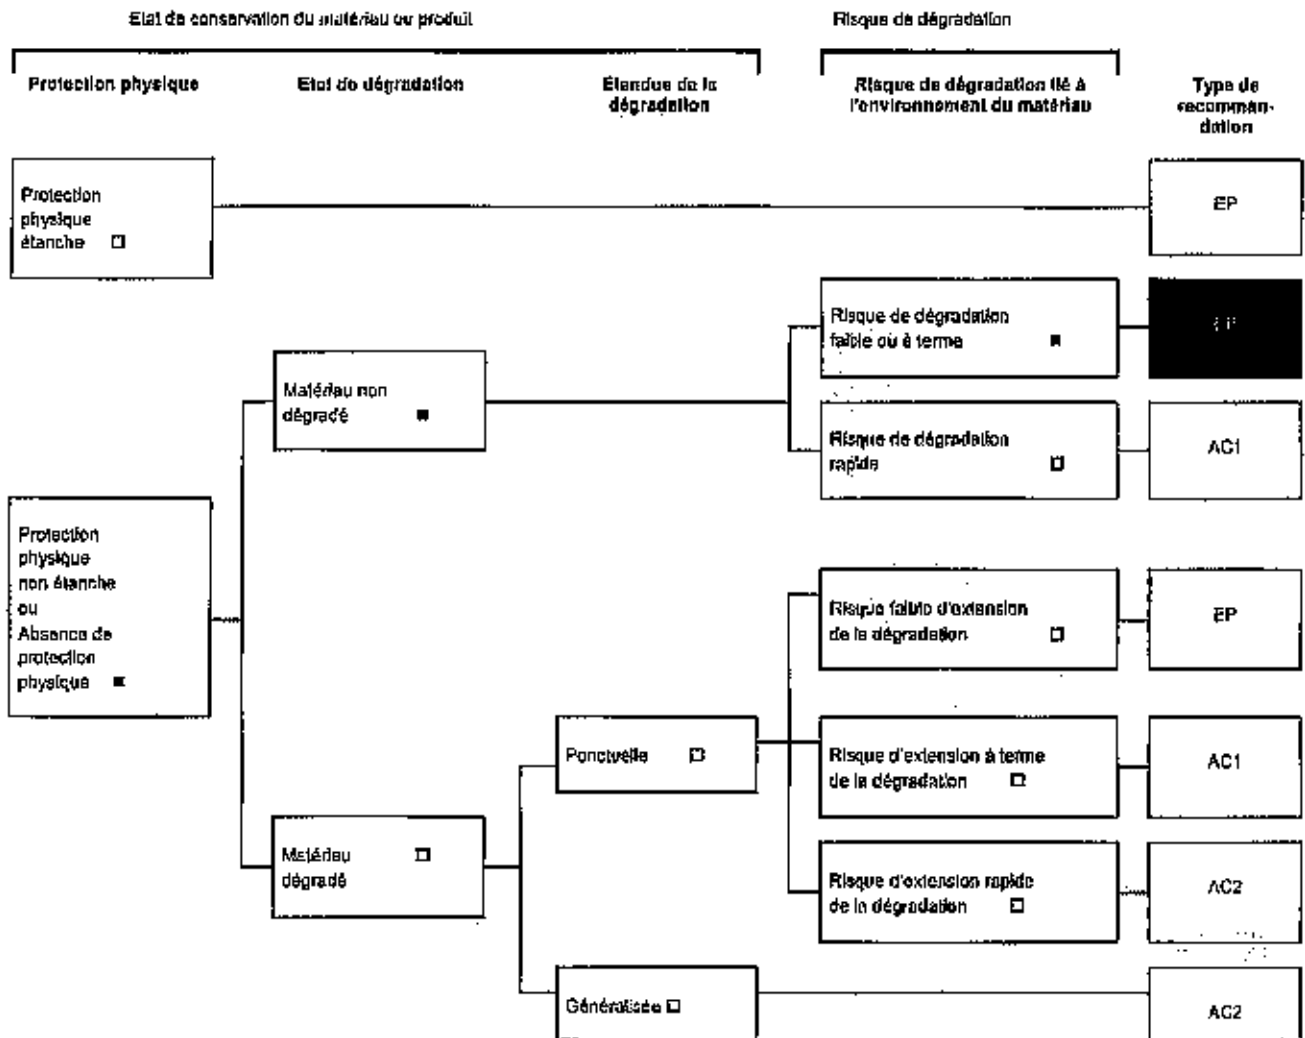 Etat de conservation du matériau ou produit
Risque de dégradation
Protection physique
Etat de dégradation
Étendue de la
dégradation
Risque de dégradation lié à
l'environnement du matériau
Type de
recomman-
dation
Protection
physique
étanche
EP
Risque de dégradation
faible ou à terme
EP
Matériau non
dégradé
Risque de dégradation
rapide
AC1
Protection
physique
non étanche
ou
Absence de
protection
physique
Risque faible d'extension
de la dégradation
EP
Ponctuelle
Risque d'extension à terme
de la dégradation
AC1
Matériau
dégradé
Risque d'extension rapide
de la dégradation
AC2
Généralisée
AC2